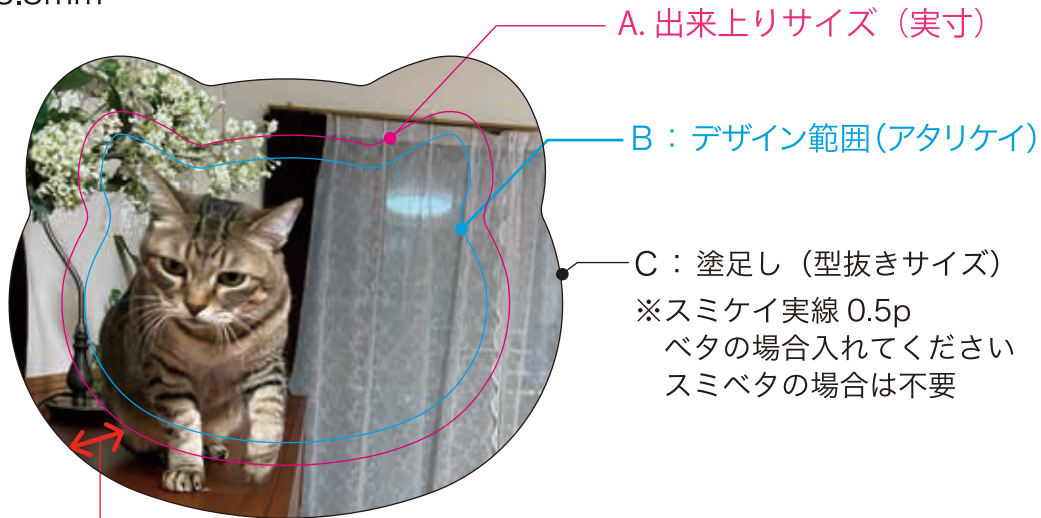 A. 出来上りサイズ（実寸）
B：デザイン範囲（アタリケイ）
C：塗足し（型抜きサイズ）
※スミケイ実線 0.5p
ベタの場合入れてください
スミベタの場合は不要